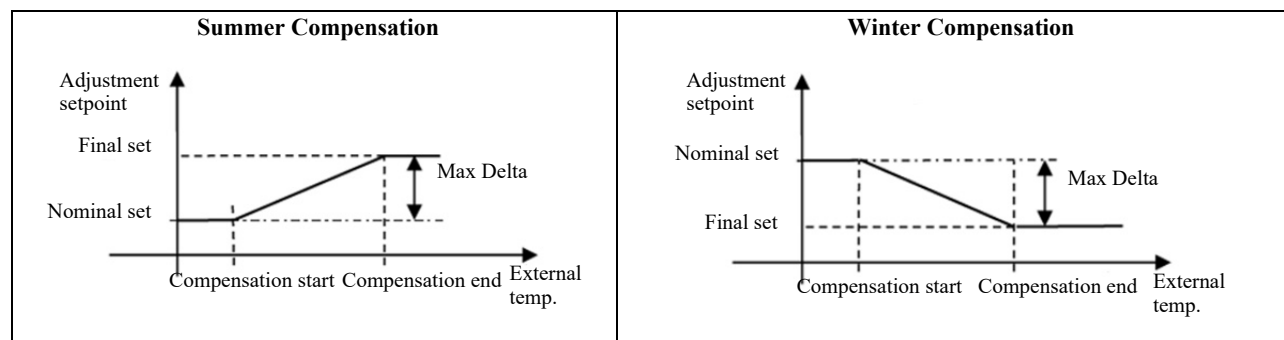 Summer Compensation
Adjustment
setpoint
Final set
Max Delta
Nominal set
Compensation start
Compensation end
External
temp.
Winter Compensation
Adjustment
setpoint
Nominal set
Max Delta
Final set
Compensation start
Compensation end
External
temp.